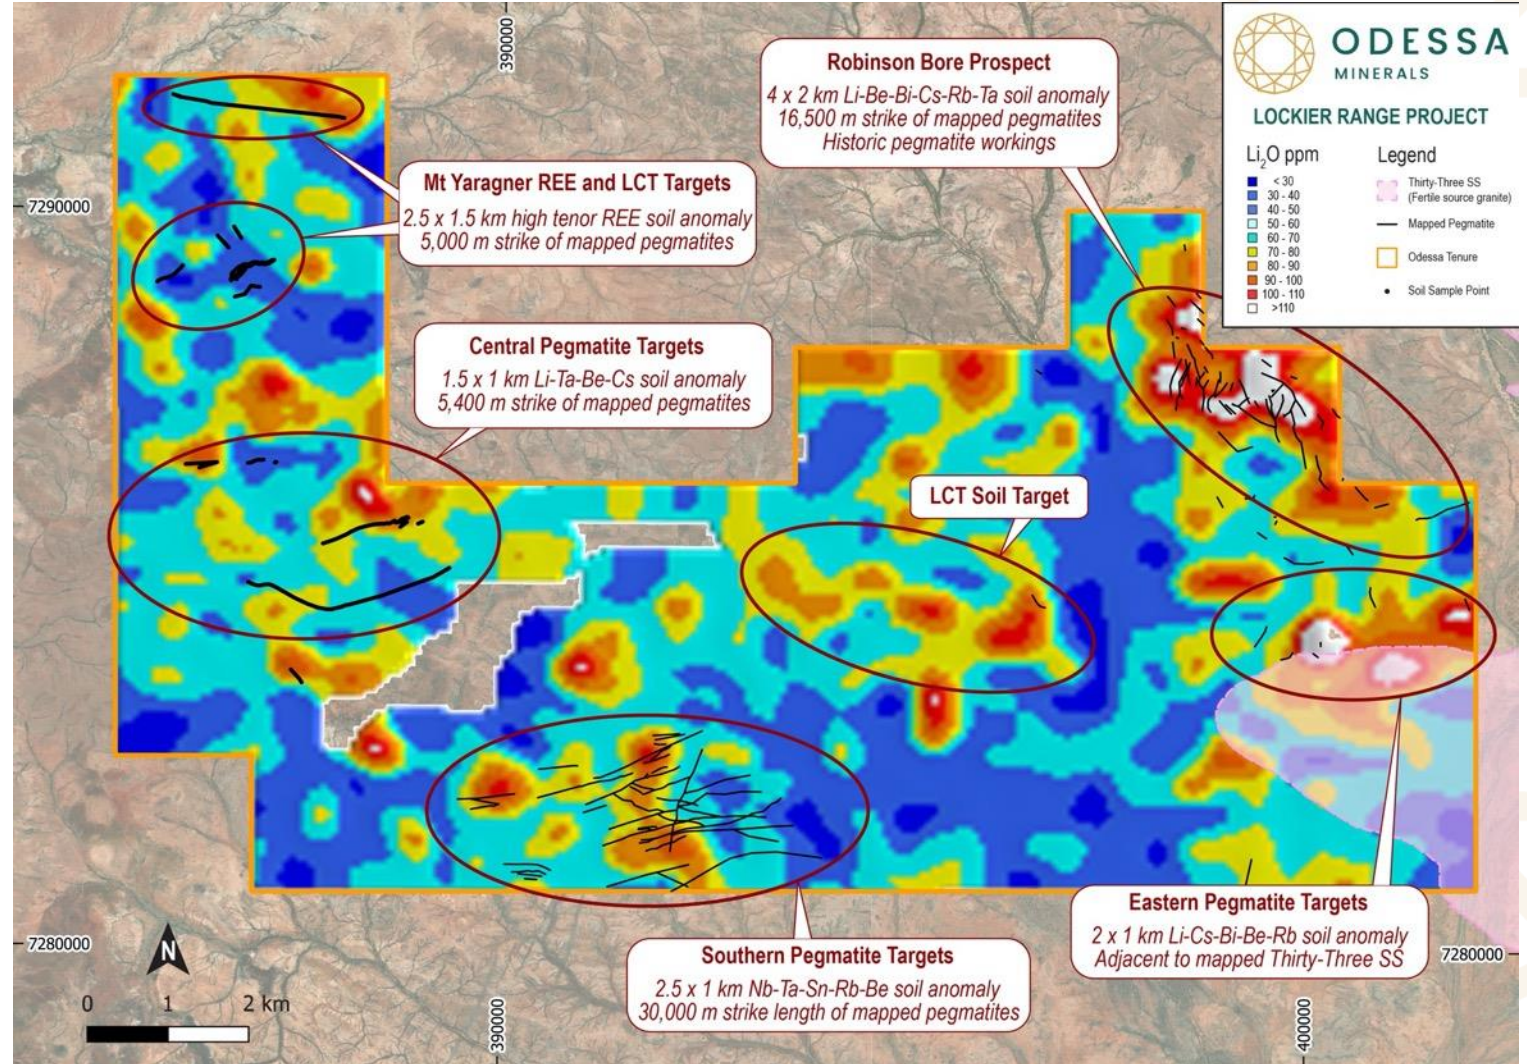 390000
ODESSA
MINERALS
LOCKIER RANGE PROJECT
Li2O ppm
< 30
30 - 40
40 - 50
50 - 60
60 - 70
70 - 80
80 - 90
90 - 100
100 - 110
>110
Legend
Thirty-Three SS
(Fertile source granite)
Mapped Pegmatite
Odessa Tenure
Soil Sample Point
Robinson Bore Prospect
4 x 2 km Li-Be-Bi-Cs-Rb-Ta soil anomaly
16,500 m strike of mapped pegmatites
Historic pegmatite workings
Mt Yaragner REE and LCT Targets
2.5 x 1.5 km high tenor REE soil anomaly
5,000 m strike of mapped pegmatites
7290000
Central Pegmatite Targets
1.5 x 1 km Li-Ta-Be-Cs soil anomaly
5,400 m strike of mapped pegmatites
LCT Soil Target
Eastern Pegmatite Targets
2 x 1 km Li-Cs-Bi-Be-Rb soil anomaly
Adjacent to mapped Thirty-Three SS
Southern Pegmatite Targets
2.5 x 1 km Nb-Ta-Sn-Rb-Be soil anomaly
30,000 m strike length of mapped pegmatites
7280000
7280000
N
0 1 2 km
390000
400000